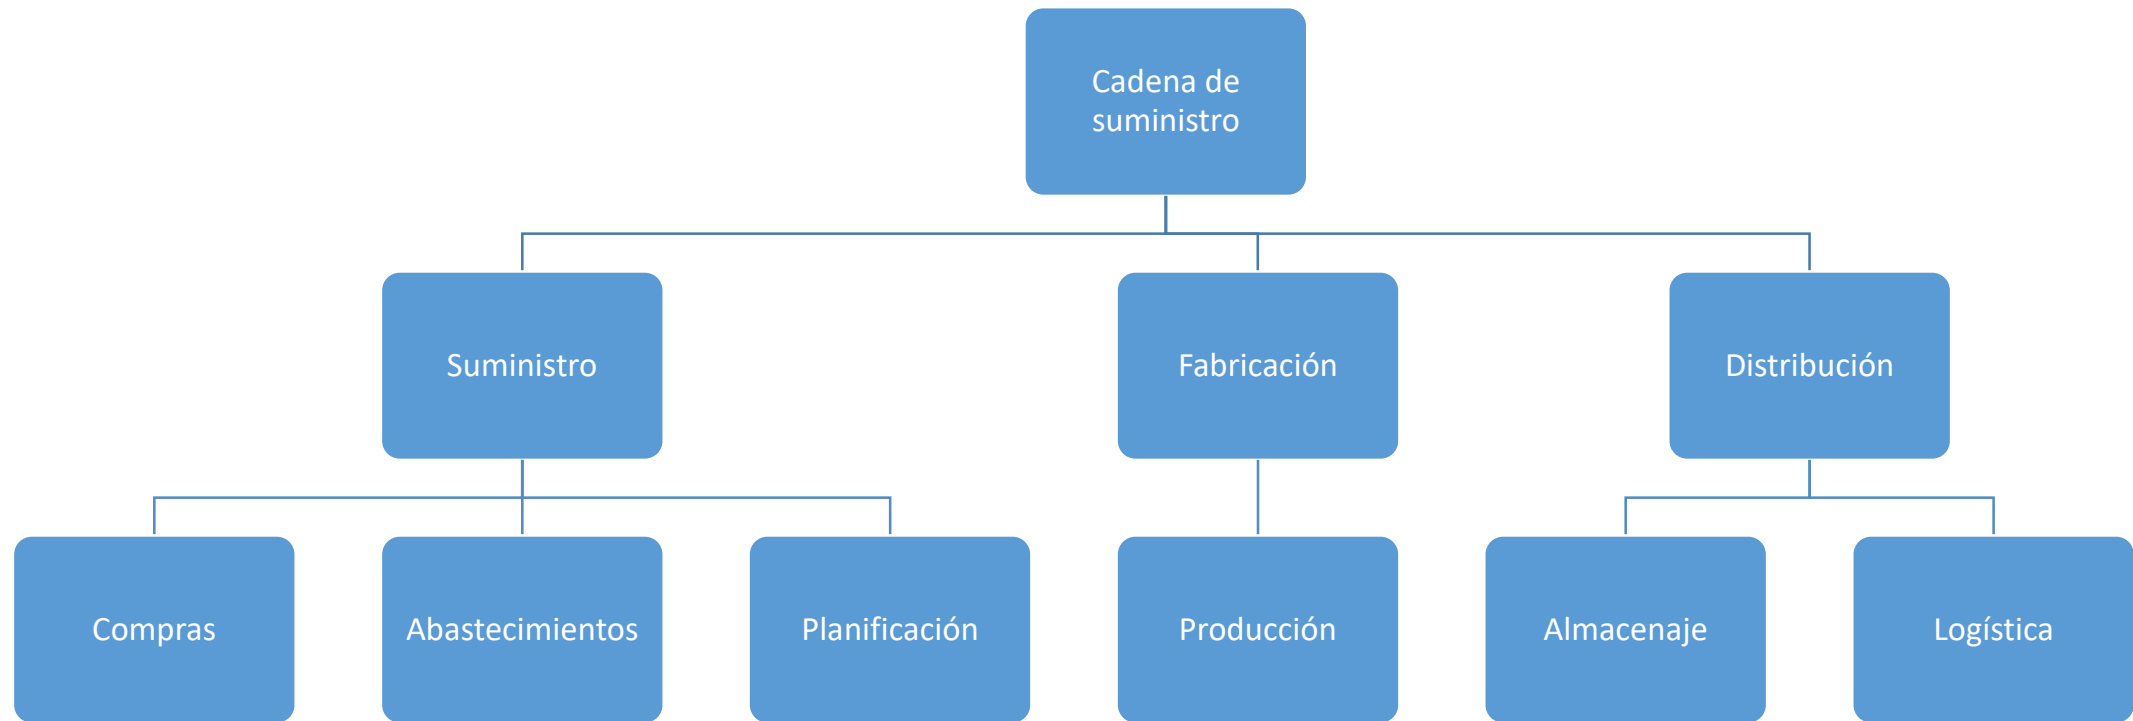 Cadena de
suministro
Suministro
Fabricación
Distribución
Compras
Abastecimientos
Planificación
Producción
Almacenaje
Logística